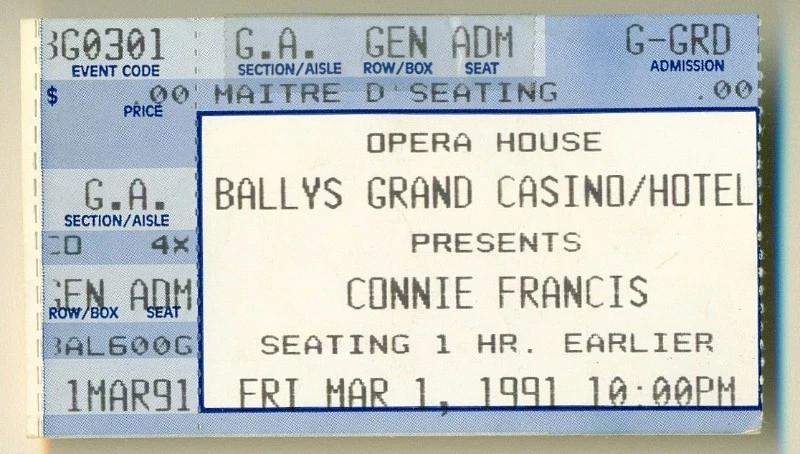 BG0301 G.A. GEN ADM G-GRD
EVENT CODE SECTION/AISLE ROW/BOX SEAT ADMISSION
$ 00 MAITRE D'SEATING .00
PRICE
OPERA HOUSE
G.A. BALLYS GRAND CASINO/HOTEL
SECTION/AISLE
4X PRESENTS
GEN ADM CONNIE FRANCIS
ROW/BOX SEAT
BAL600G SEATING 1 HR. EARLIER
1MAR91 FRI MAR 1, 1991 10:00PM